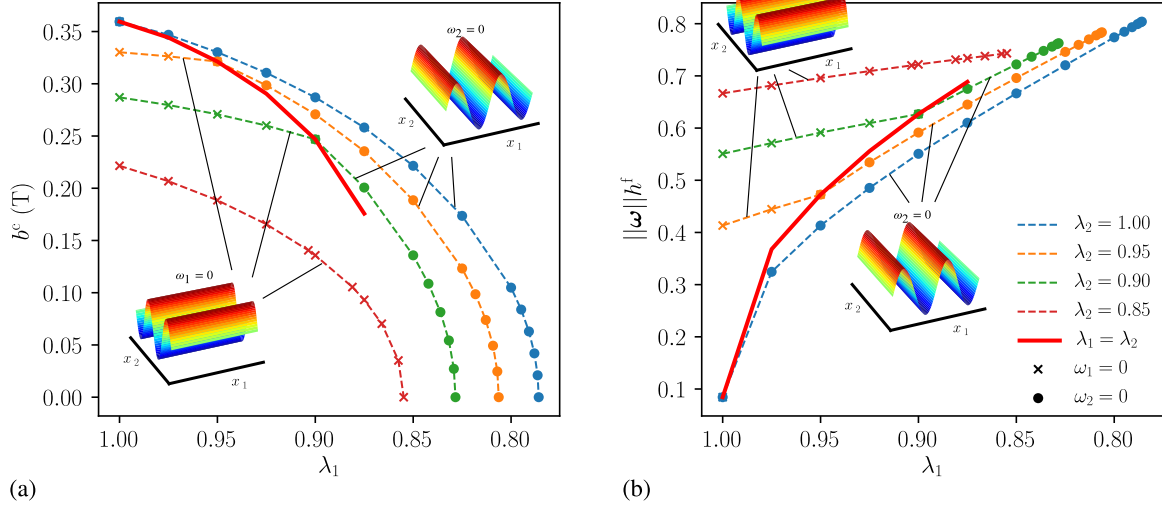 0.35
0.30
0.25
0.20
0.15
0.10
0.05
0.00
bᶜ (T)
1.00 0.95 0.90 0.85 0.80
λ₁
ω₂ = 0
x₂
x₁
ω₁ = 0
x₂
x₁
(a)
0.8
0.7
0.6
0.5
0.4
0.3
0.2
0.1
||ω||hᶠ
1.00 0.95 0.90 0.85 0.80
λ₁
x₂
x₁
ω₂ = 0
x₂
x₁
λ₂ = 1.00
λ₂ = 0.95
λ₂ = 0.90
λ₂ = 0.85
λ₁ = λ₂
ω₁ = 0
ω₂ = 0
(b)